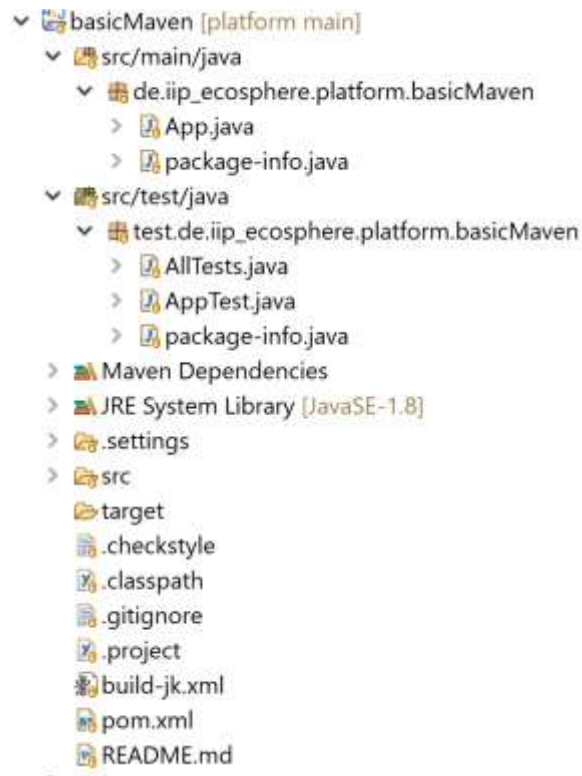 basicMaven [platform main]
src/main/java
de.iip_ecosphere.platform.basicMaven
App.java
package-info.java
src/test/java
test.de.iip_ecosphere.platform.basicMaven
AllTests.java
AppTest.java
package-info.java
Maven Dependencies
JRE System Library [JavaSE-1.8]
.settings
src
target
.checkstyle
.classpath
.gitignore
.project
build-jk.xml
pom.xml
README.md